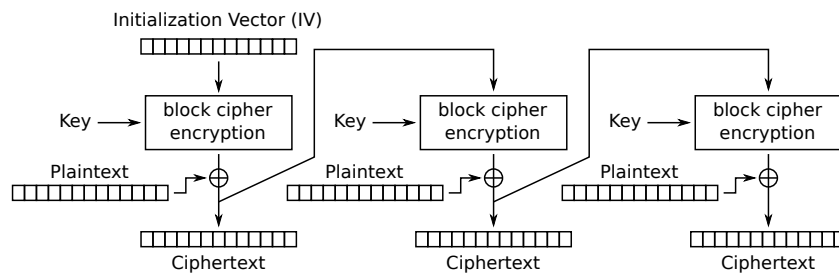 Initialization Vector (IV)
Key
block cipher
encryption
Key
block cipher
encryption
Key
block cipher
encryption
Plaintext
Plaintext
Plaintext
Ciphertext
Ciphertext
Ciphertext